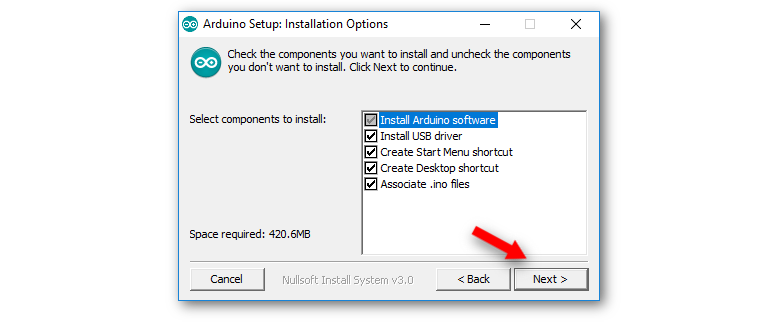 Arduino Setup: Installation Options
Check the components you want to install and uncheck the components
you don't want to install. Click Next to continue.
Select components to install:
Install Arduino software
Install USB driver
Create Start Menu shortcut
Create Desktop shortcut
Associate .ino files
Space required: 420.6MB
Cancel
Nullsoft Install System v3.0
< Back
Next >